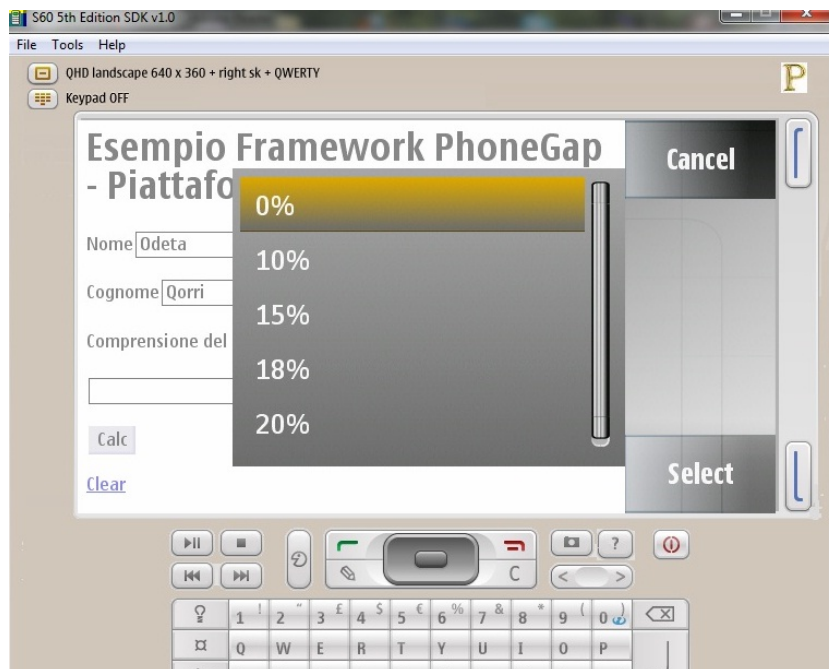 S60 5th Edition SDK v1.0
File Tools Help
QHD landscape 640 x 360 + right sk + QWERTY
P
Keypad OFF
Esempio Framework PhoneGap
- Piattafo
Cancel
0%
Nome Odeta
10%
Cognome Qorri
15%
Comprensione del
18%
20%
Calc
Clear
Select
C
?
< >
1 ! 2 " 3 £ 4 $ 5 € 6 % 7 & 8 * 9 ( 0 )
Q W E R T Y U I O P